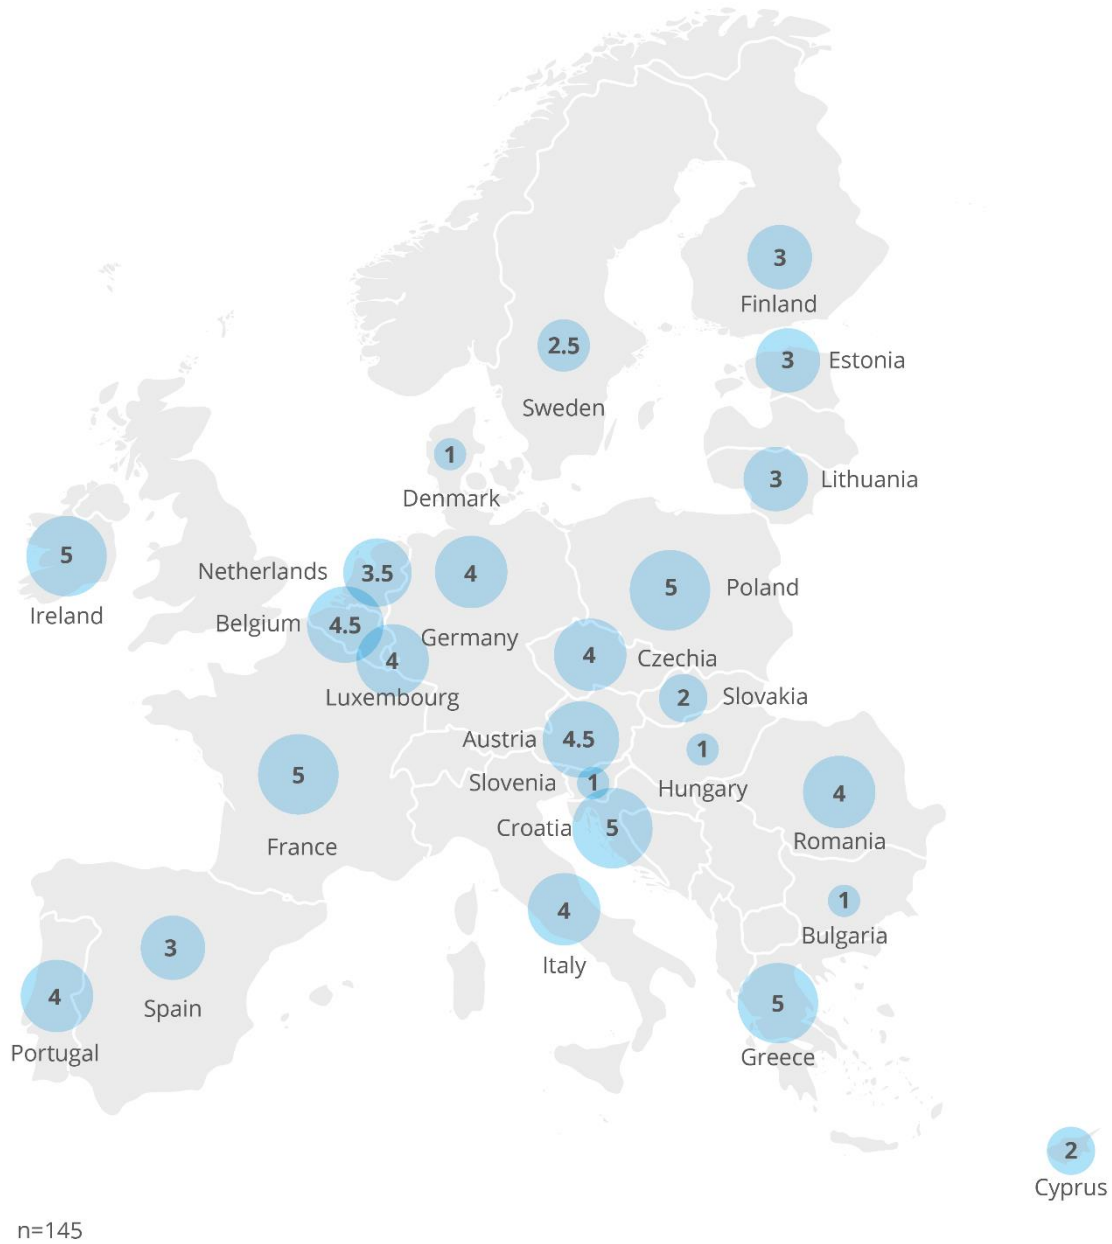 3
Finland
2.5
Sweden
3
Estonia
1
Denmark
3
Lithuania
5
Ireland
Netherlands
3.5
4
Germany
5
Poland
Belgium
4.5
4
Luxembourg
4
Czechia
2
Slovakia
Austria
4.5
1
Hungary
Slovenia
1
5
France
4
Romania
Croatia
5
1
Bulgaria
4
Italy
3
Spain
4
Portugal
5
Greece
2
Cyprus
n=145